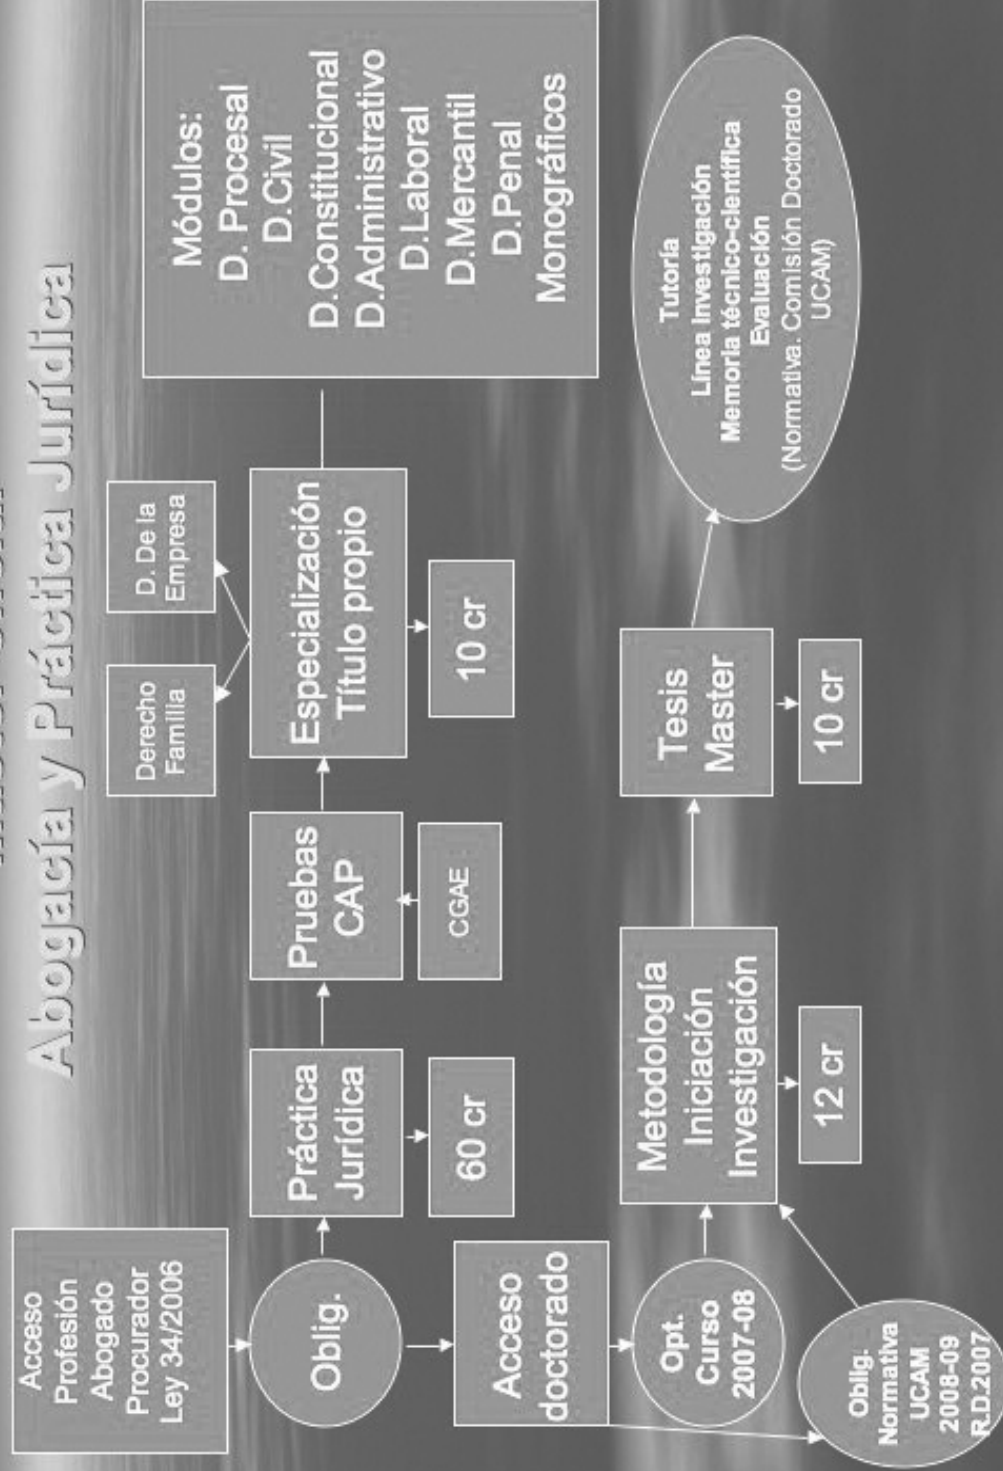 Abogacía y Práctica Jurídica
Acceso
Profesión
Abogado
Procurador
Ley 34/2006
Oblig.
Práctica
Jurídica
60 cr
Pruebas
CAP
CGAE
Derecho
Familia
D. De la
Empresa
Especialización
Título propio
10 cr
Módulos:
D. Procesal
D.Civil
D.Constitucional
D.Administrativo
D.Laboral
D.Mercantil
D.Penal
Monográficos
Acceso
doctorado
Opt.
Curso
2007-08
Oblig.
Normativa
UCAM
2008-09
R.D.2007
Metodología
Iniciación
Investigación
12 cr
Tesis
Master
10 cr
Tutoría
Línea Investigación
Memoria técnico-científica
Evaluación
(Normativa. Comisión Doctorado
UCAM)